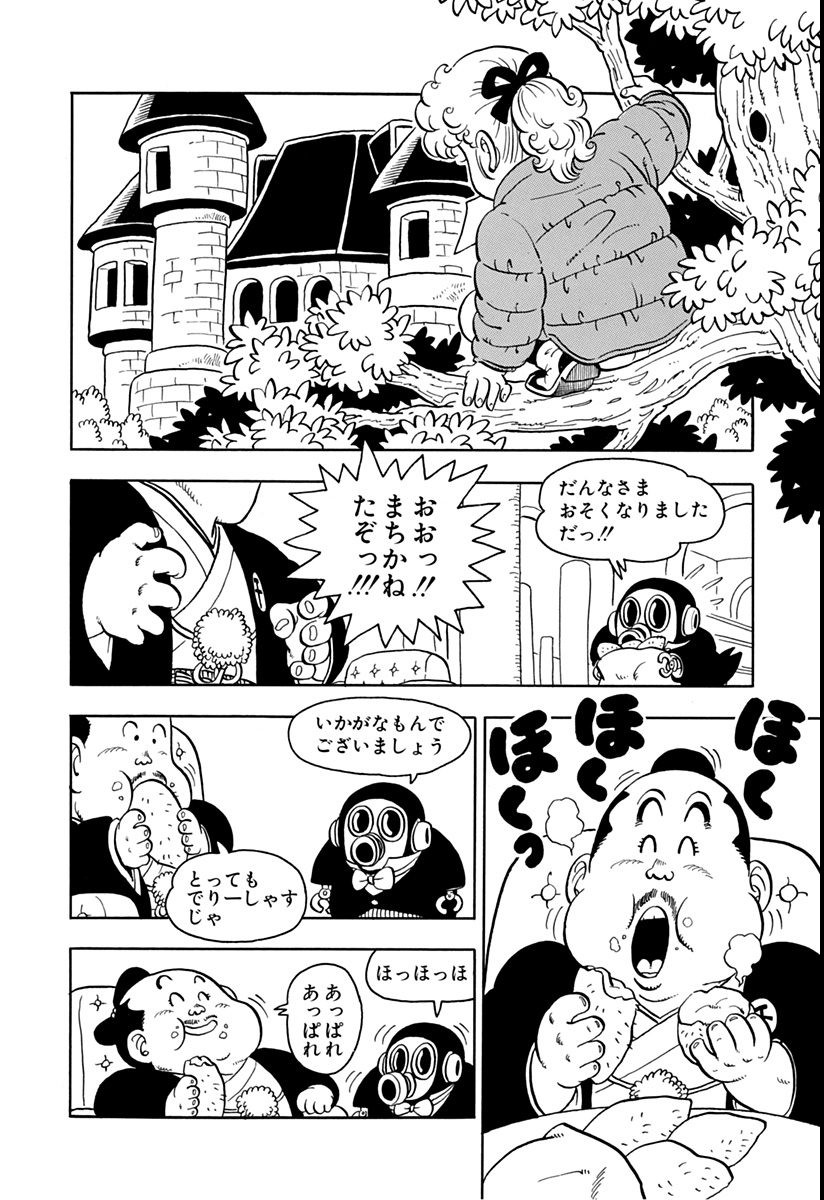 だんなさま
おそくなりました
だっ!!
おおっ!!
まちかね
たぞっ!!!
ほく
ほく
ほくっ
いかがなもんで
ございましょう
とっても
でりーしゃす
じゃ
ほっほっほ
あっぱれ
あっぱれ